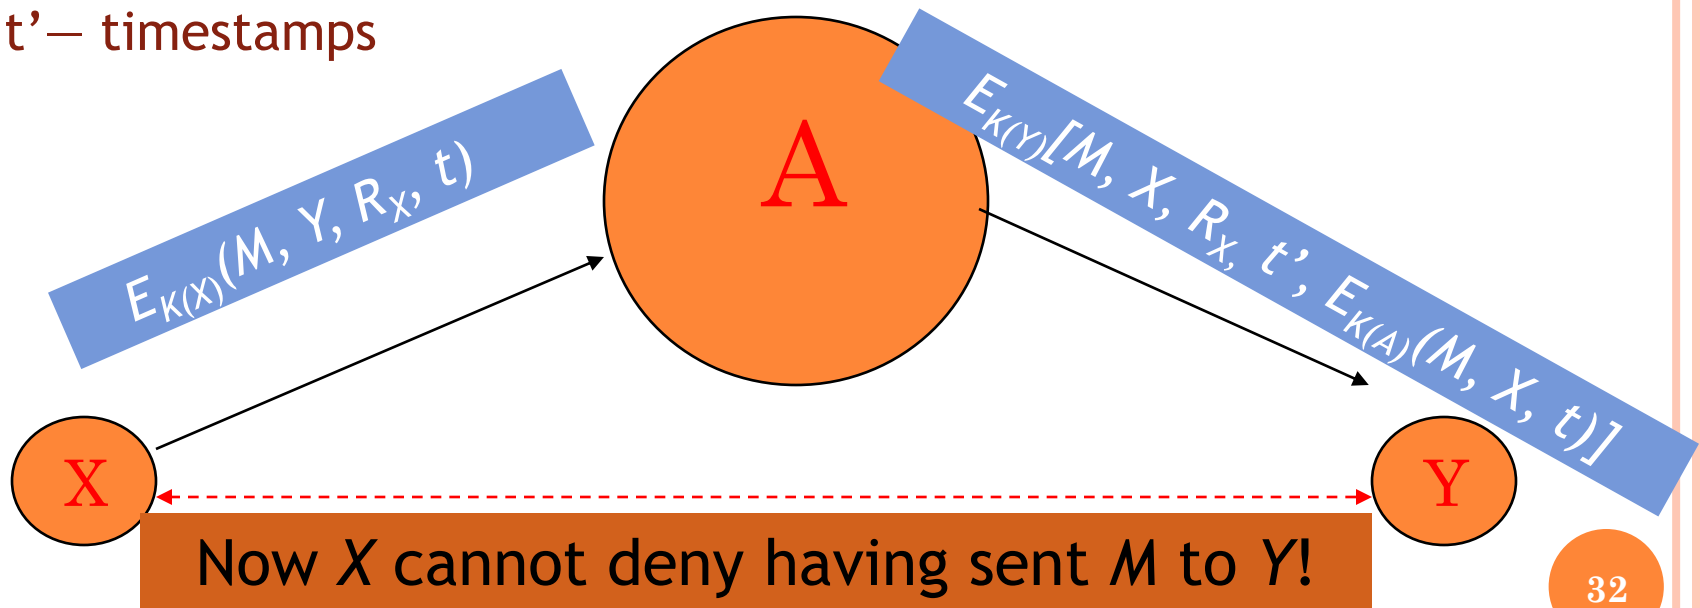 t’— timestamps
E_K(X)(M, Y, R_X, t)
A
E_K(Y)[M, X, R_X, t’, E_K(A)(M, X, t)]
X
Y
Now X cannot deny having sent M to Y!
32